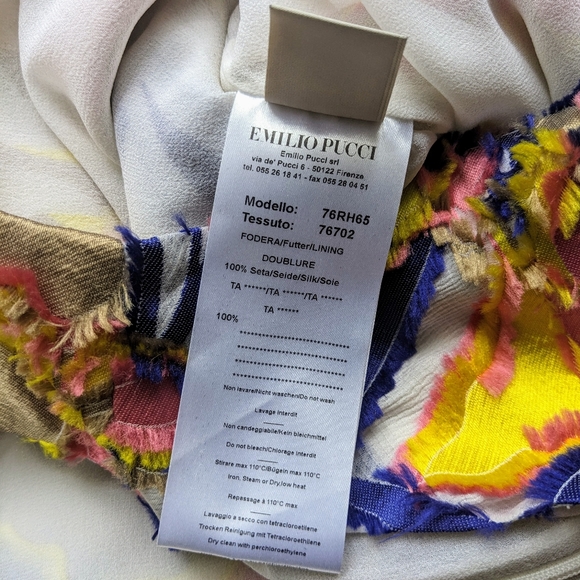 EMILIO PUCCI
Emilio Pucci srl
via de' Pucci 6 - 50122 Firenze
tel. 055 26 18 41 - fax 055 28 04 51
Modello: 76RH65
Tessuto: 76702
FODERA/Futter/LINING
DOUBLURE
100% Seta/Seide/Silk/Soie
TA ******/TA ******/TA ******
TA ******
100%
**************************
**************************
**************************
**************************
Non lavare/Nicht waschen/Do not wash
Lavage interdit
Non candeggiabile/Kein bleichmittel
Do not bleach/Chlorage Interdit
Stirare max 110°C/Bügeln max 110°C
iron, Steam or Dry,low heat
Repassage à 110°C max
Lavaggio a secco con tetracloroetilene
Trocken Reinigung mit Tetrachloroethylen
Dry clean with perchloroethylene